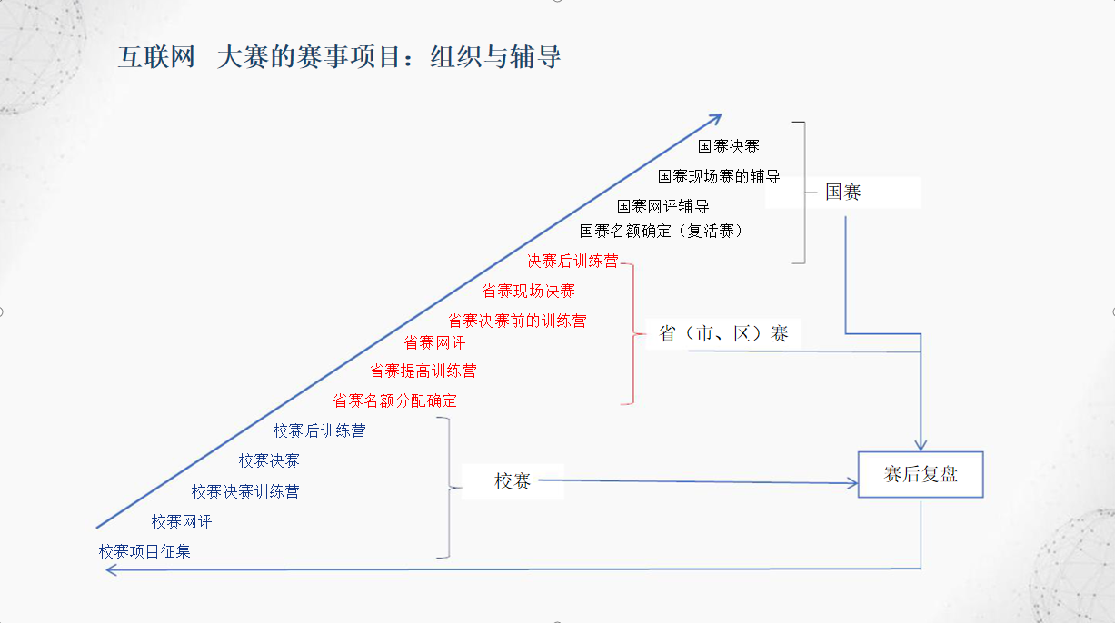 互联网 大赛的赛事项目：组织与辅导
国赛决赛
国赛现场赛的辅导
国赛网评辅导
国赛名额确定（复活赛）
国赛
决赛后训练营
省赛现场决赛
省赛决赛前的训练营
省赛网评
省赛提高训练营
省赛名额分配确定
省（市、区）赛
校赛后训练营
校赛决赛
校赛决赛训练营
校赛网评
校赛项目征集
校赛
赛后复盘